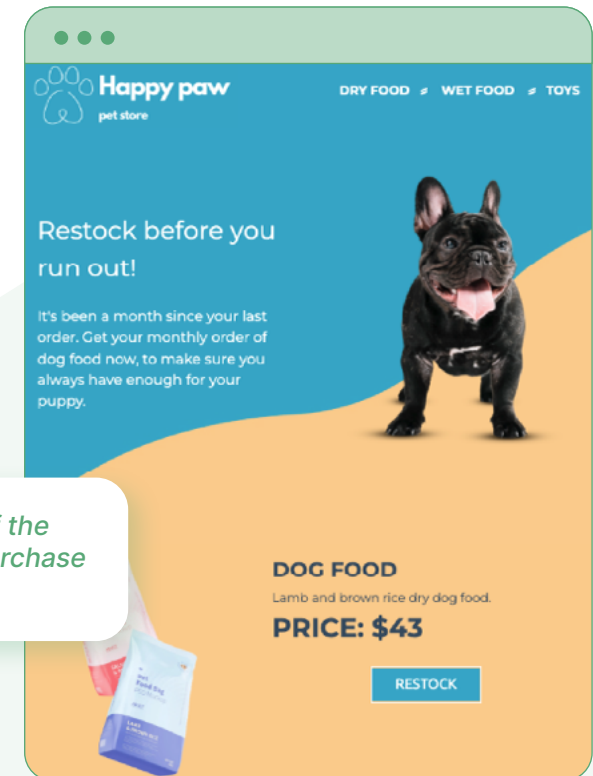 Happy paw
pet store
DRY FOOD WET FOOD TOYS
Restock before you
run out!
It's been a month since your last
order. Get your monthly order of
dog food now, to make sure you
always have enough for your
puppy.
the
rchase
DOG FOOD
Lamb and brown rice dry dog food.
PRICE: $43
RESTOCK
Food Bag